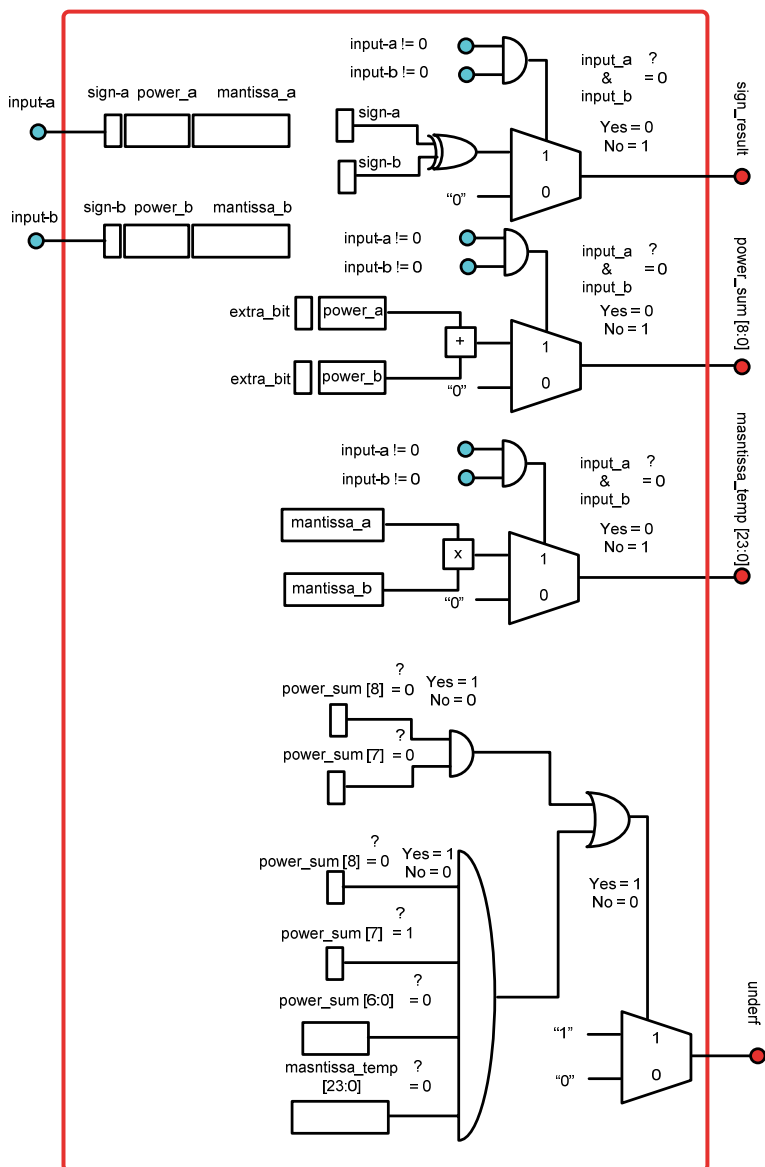 input-a
sign-a power_a mantissa_a
input-b
sign-b power_b mantissa_b
input-a != 0
input-b != 0
input_a ?
& = 0
input_b
Yes = 0
No = 1
sign-a
sign-b
1
"0"
0
sign_result
input-a != 0
input-b != 0
input_a ?
& = 0
input_b
Yes = 0
No = 1
extra_bit power_a
+
extra_bit power_b
1
"0"
0
power_sum [8:0]
input-a != 0
input-b != 0
input_a ?
& = 0
input_b
Yes = 0
No = 1
mantissa_a
x
mantissa_b
1
"0"
0
masntissa_temp [23:0]
?
power_sum [8] = 0
Yes = 1
No = 0
?
power_sum [7] = 0
?
power_sum [8] = 0
Yes = 1
No = 0
?
power_sum [7] = 1
?
power_sum [6:0] = 0
masntissa_temp ?
[23:0] = 0
Yes = 1
No = 0
"1"
1
"0"
0
underf